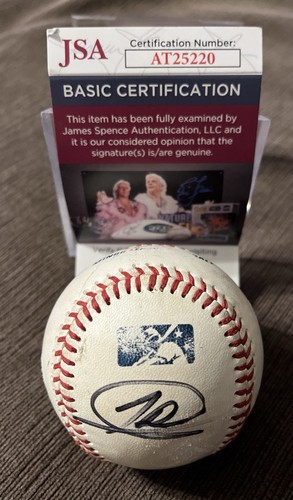 JSA
Certification Number:
AT25220
BASIC CERTIFICATION
This item has been fully examined by
James Spence Authentication, LLC and
it is our considered opinion that the
signature(s) is/are genuine.